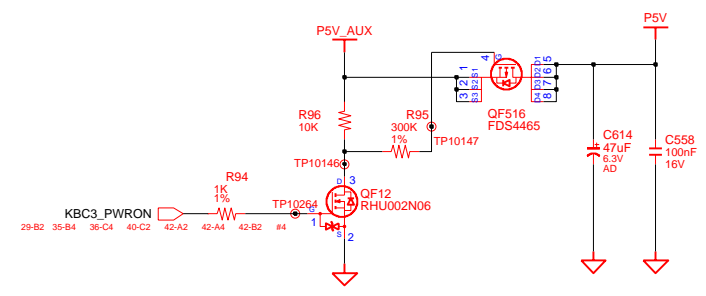 P5V_AUX
P5V
4
G
1
2
3
S1
S2
S3
D1
D2
D3
D4
5
6
7
8
R96
10K
R95
300K
1%
TP10147
QF516
FDS4465
C614
47uF
6.3V
AD
C558
100nF
16V
TP10146
D
3
QF12
RHU002N06
R94
1K
1%
TP10264
G
1
S
2
KBC3_PWRON
29-B2 35-B4 36-C4 40-C2 42-A2 42-A4 42-B2 #4
+